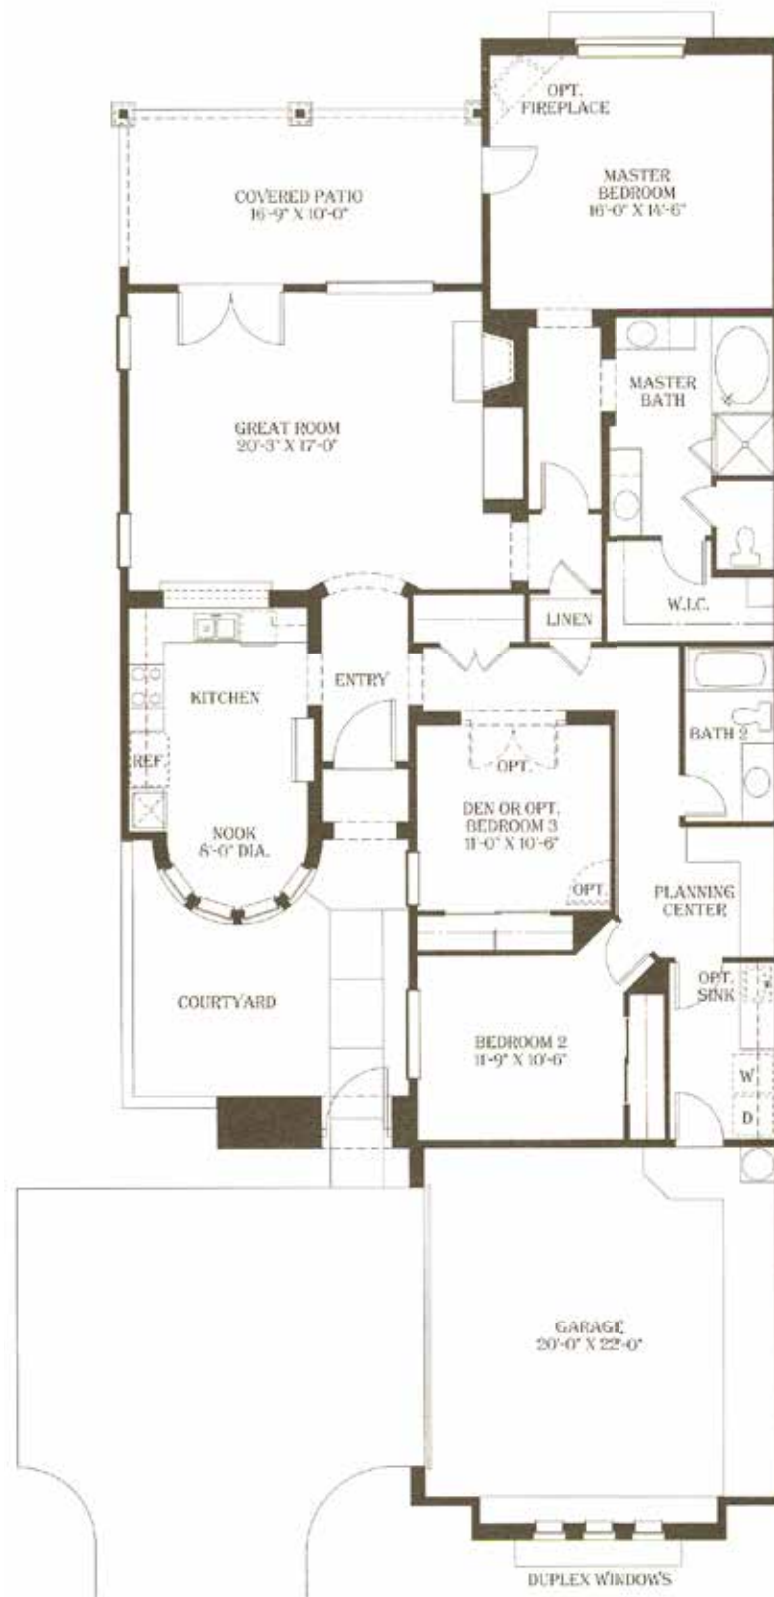 OPT.
FIREPLACE
MASTER
BEDROOM
16'-0" X 14'-6"
COVERED PATIO
16'-9" X 10'-0"
MASTER
BATH
GREAT ROOM
20'-3" X 17'-0"
W.I.C.
LINEN
ENTRY
KITCHEN
BATH 2
REF.
OPT.
DEN OR OPT.
BEDROOM 3
11'-0" X 10'-6"
NOOK
8'-0" DIA.
OPT.
PLANNING
CENTER
OPT.
SINK
COURTYARD
BEDROOM 2
11'-9" X 10'-6"
W
D
GARAGE
20'-0" X 22'-0"
DUPLEX WINDOWS